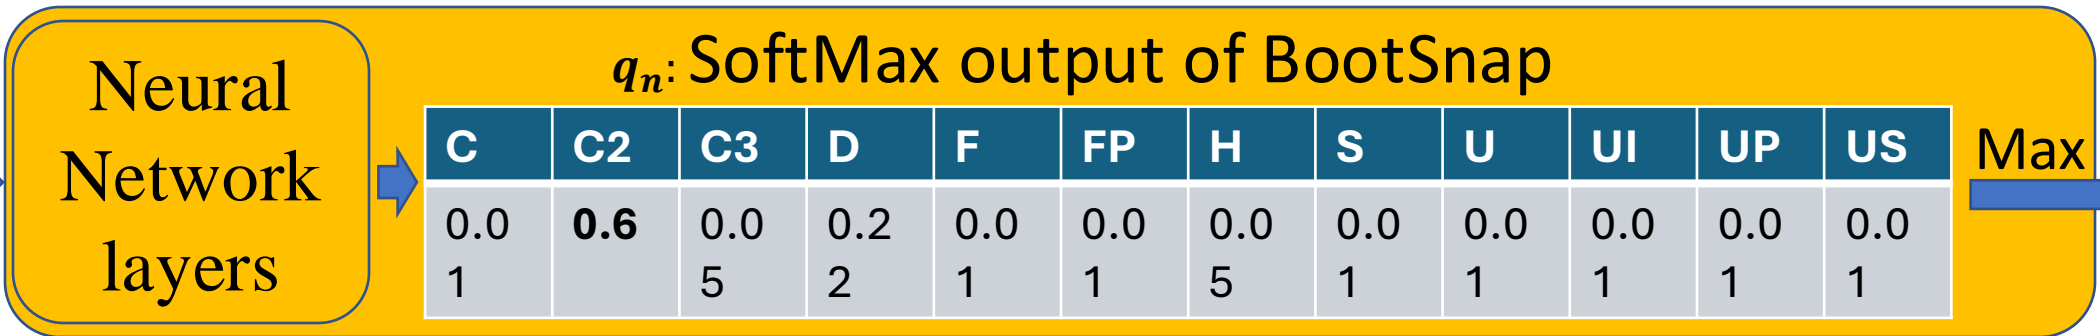 Neural
Network
layers
qₙ: SoftMax output of BootSnap
C C2 C3 D F FP H S U UI UP US
0.0 0.6 0.0 0.2 0.0 0.0 0.0 0.0 0.0 0.0 0.0 0.0
1 5 2 1 1 5 1 1 1 1 1
Max